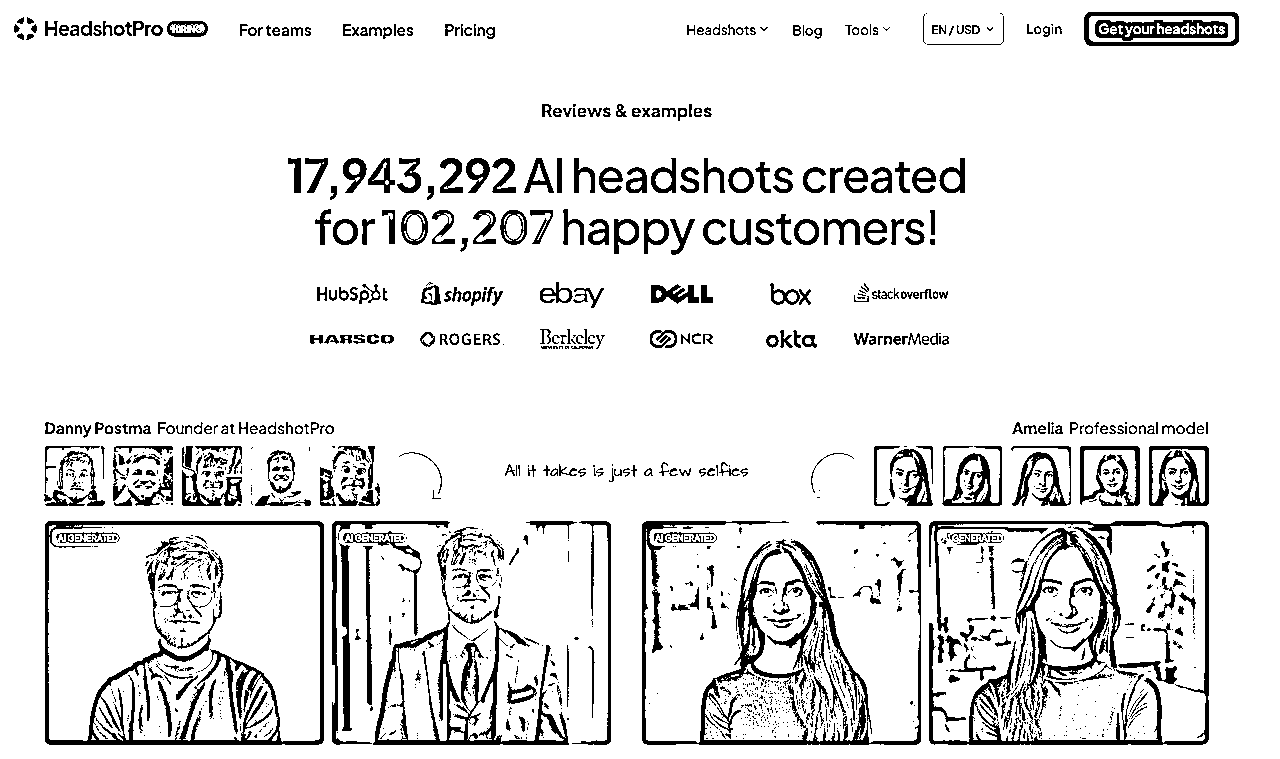 HeadshotPro HIRING For teams Examples Pricing Headshots Blog Tools EN / USD Login Get your headshots
Reviews & examples
17,943,292 AI headshots created
for 102,207 happy customers!
HubSpot shopify ebay DELL box stackoverflow
HARSCO ROGERS Berkeley NCR okta WarnerMedia
Danny Postma Founder at HeadshotPro
Amelia Professional model
All it takes is just a few selfies
AI GENERATED AI GENERATED AI GENERATED AI GENERATED